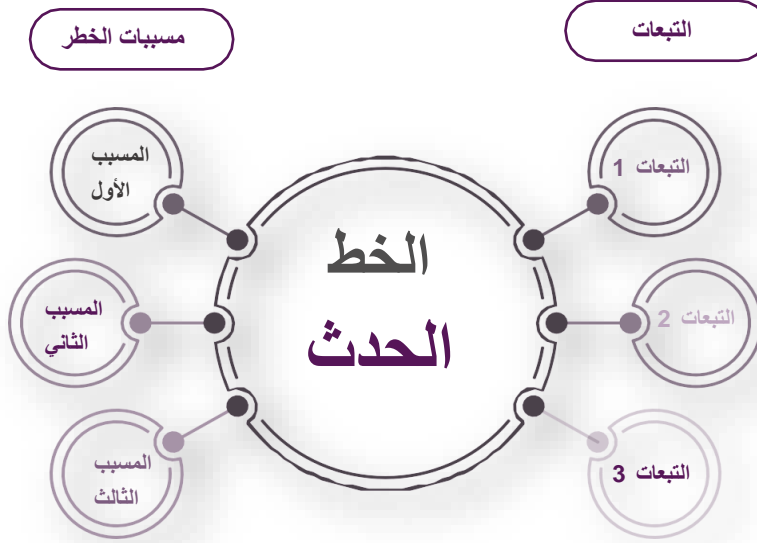 التبعات
مسببات الخطر
التبعات 1
المسبب
الأول
الخط
الحدث
التبعات 2
المسبب
الثاني
التبعات 3
المسبب
الثالث